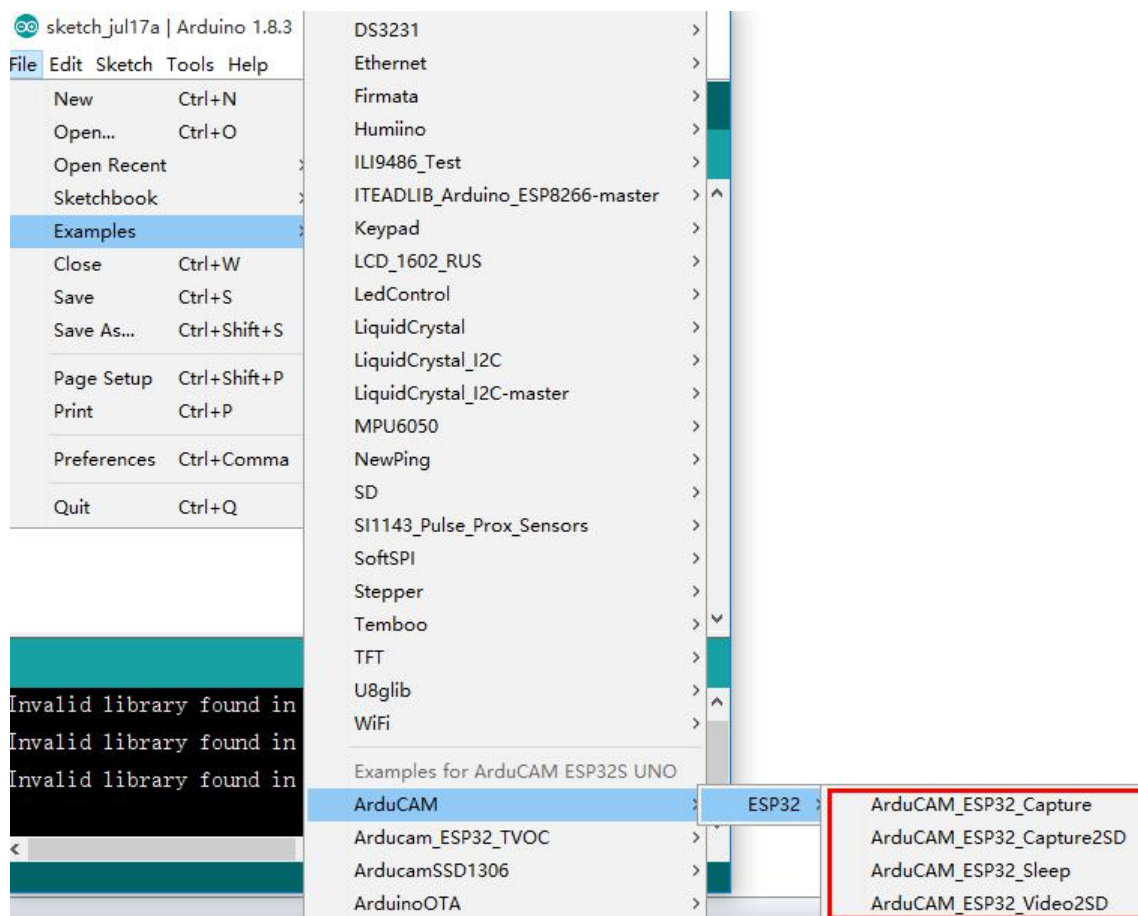 sketch_jul17a | Arduino 1.8.3
File Edit Sketch Tools Help
New Ctrl+N
Open... Ctrl+O
Open Recent
Sketchbook
Examples
Close Ctrl+W
Save Ctrl+S
Save As... Ctrl+Shift+S
Page Setup Ctrl+Shift+P
Print Ctrl+P
Preferences Ctrl+Comma
Quit Ctrl+Q
Invalid library found in
Invalid library found in
Invalid library found in
DS3231
Ethernet
Firmata
Humiino
ILI9486_Test
ITEADLIB_Arduino_ESP8266-master
Keypad
LCD_1602_RUS
LedControl
LiquidCrystal
LiquidCrystal_I2C
LiquidCrystal_I2C-master
MPU6050
NewPing
SD
SI1143_Pulse_Prox_Sensors
SoftSPI
Stepper
Temboo
TFT
U8glib
WiFi
Examples for ArduCAM ESP32S UNO
ArduCAM
Arducam_ESP32_TVOC
ArducamSSD1306
ArduinoOTA
ESP32
ArduCAM_ESP32_Capture
ArduCAM_ESP32_Capture2SD
ArduCAM_ESP32_Sleep
ArduCAM_ESP32_Video2SD